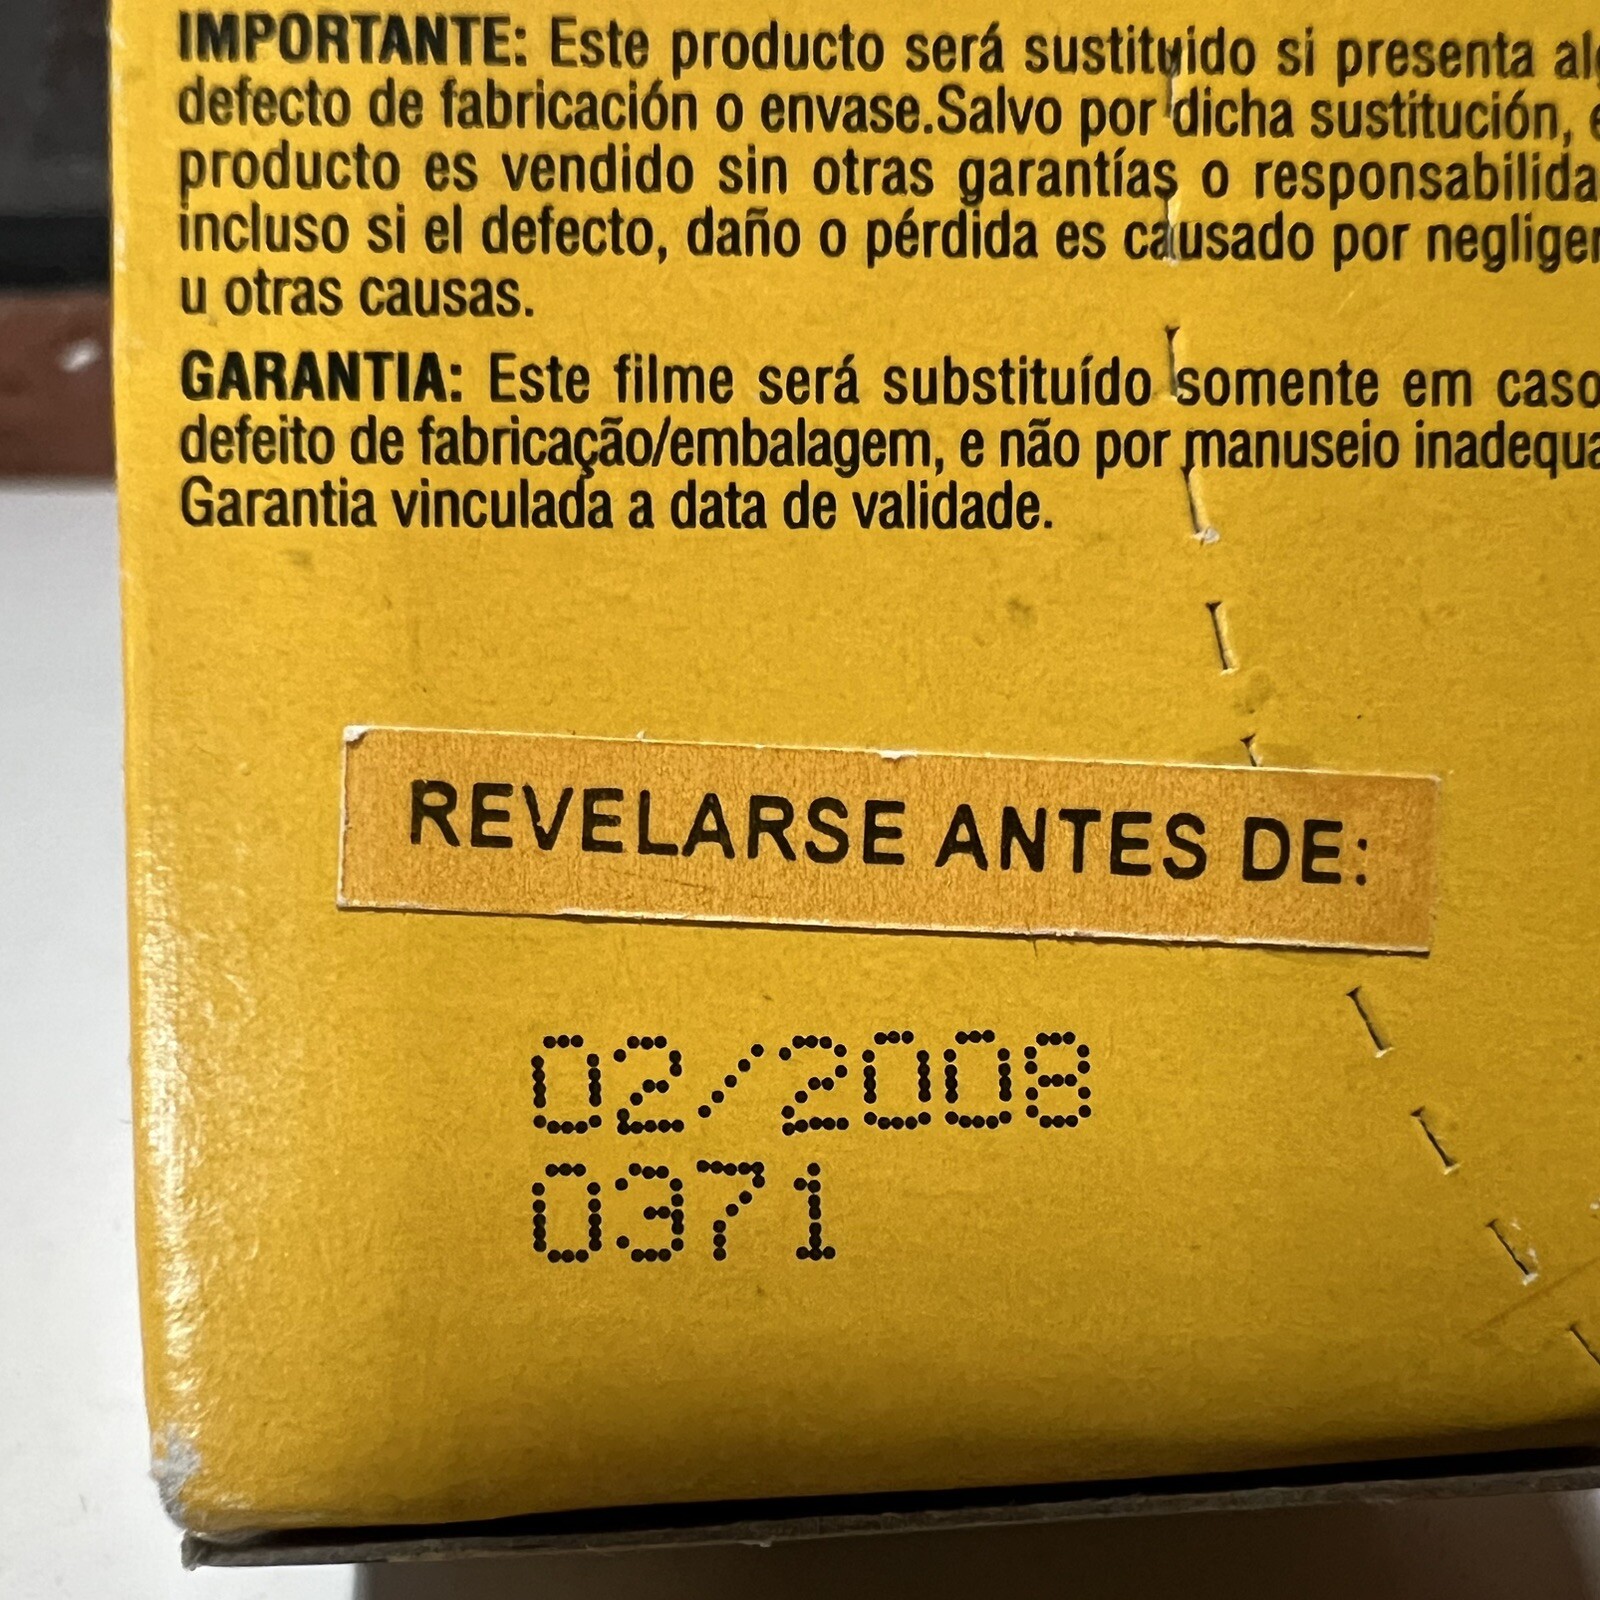 IMPORTANTE: Este producto será sustituido si presenta
defecto de fabricación o envase.Salvo por dicha sustitución,
producto es vendido sin otras garantías o
incluso si el defecto, daño o pérdida es causado por
u otras causas.
GARANTIA: Este filme será substituído somente em caso
defeito de fabricação/embalagem, e não por manuseio
Garantia vinculada a data de validade.
REVELARSE ANTES DE:
02/2008
0371